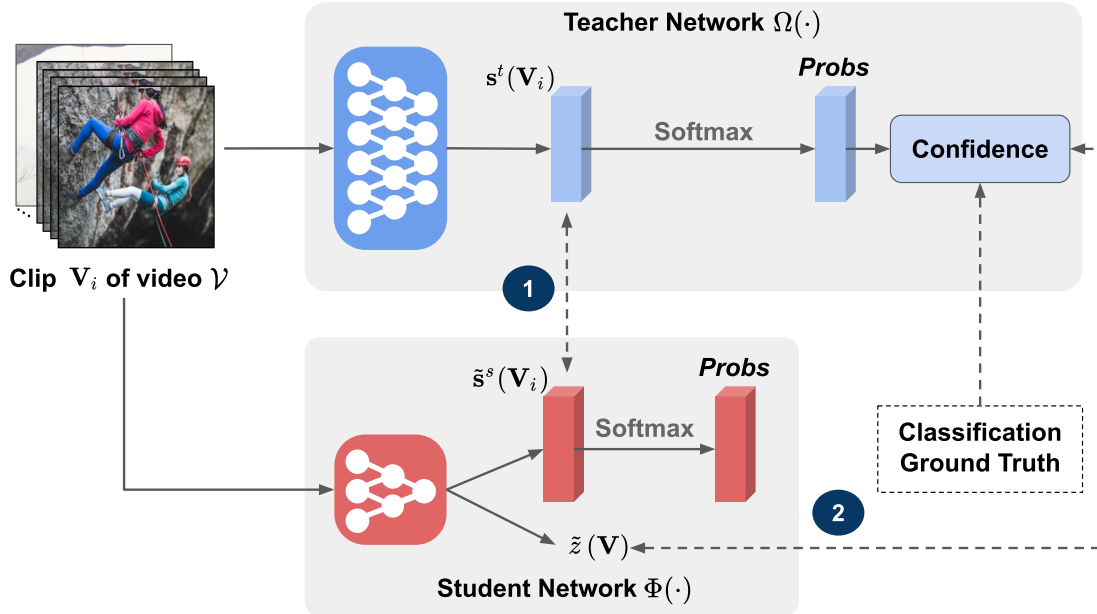 Teacher Network Ω(·)
s^t(V_i)
Probs
Softmax
Confidence
Clip V_i of video 𝒱
1
s̃^s(V_i)
Probs
Softmax
Classification
Ground Truth
2
z̃(V)
Student Network Φ(·)